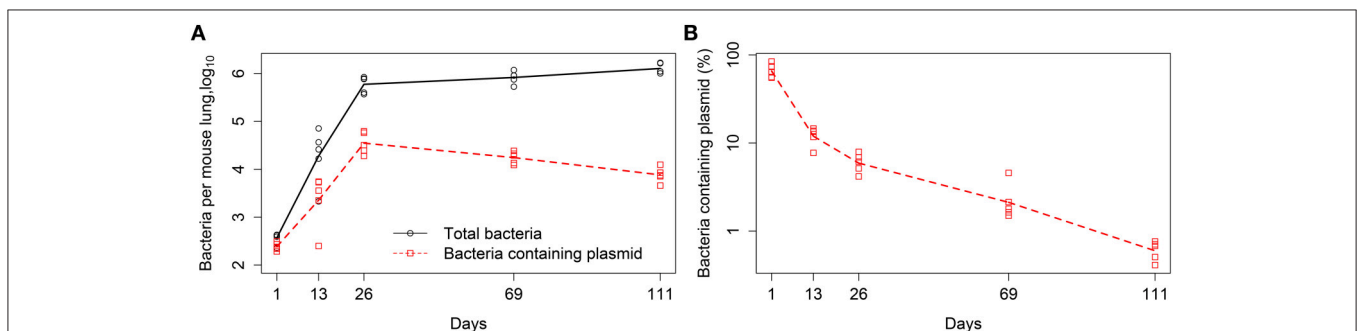 A
Bacteria per mouse lung,log10
6
5
4
3
2
Total bacteria
Bacteria containing plasmid
1 13 26 69 111
Days
B
Bacteria containing plasmid (%)
100
10
1
1 13 26 69 111
Days